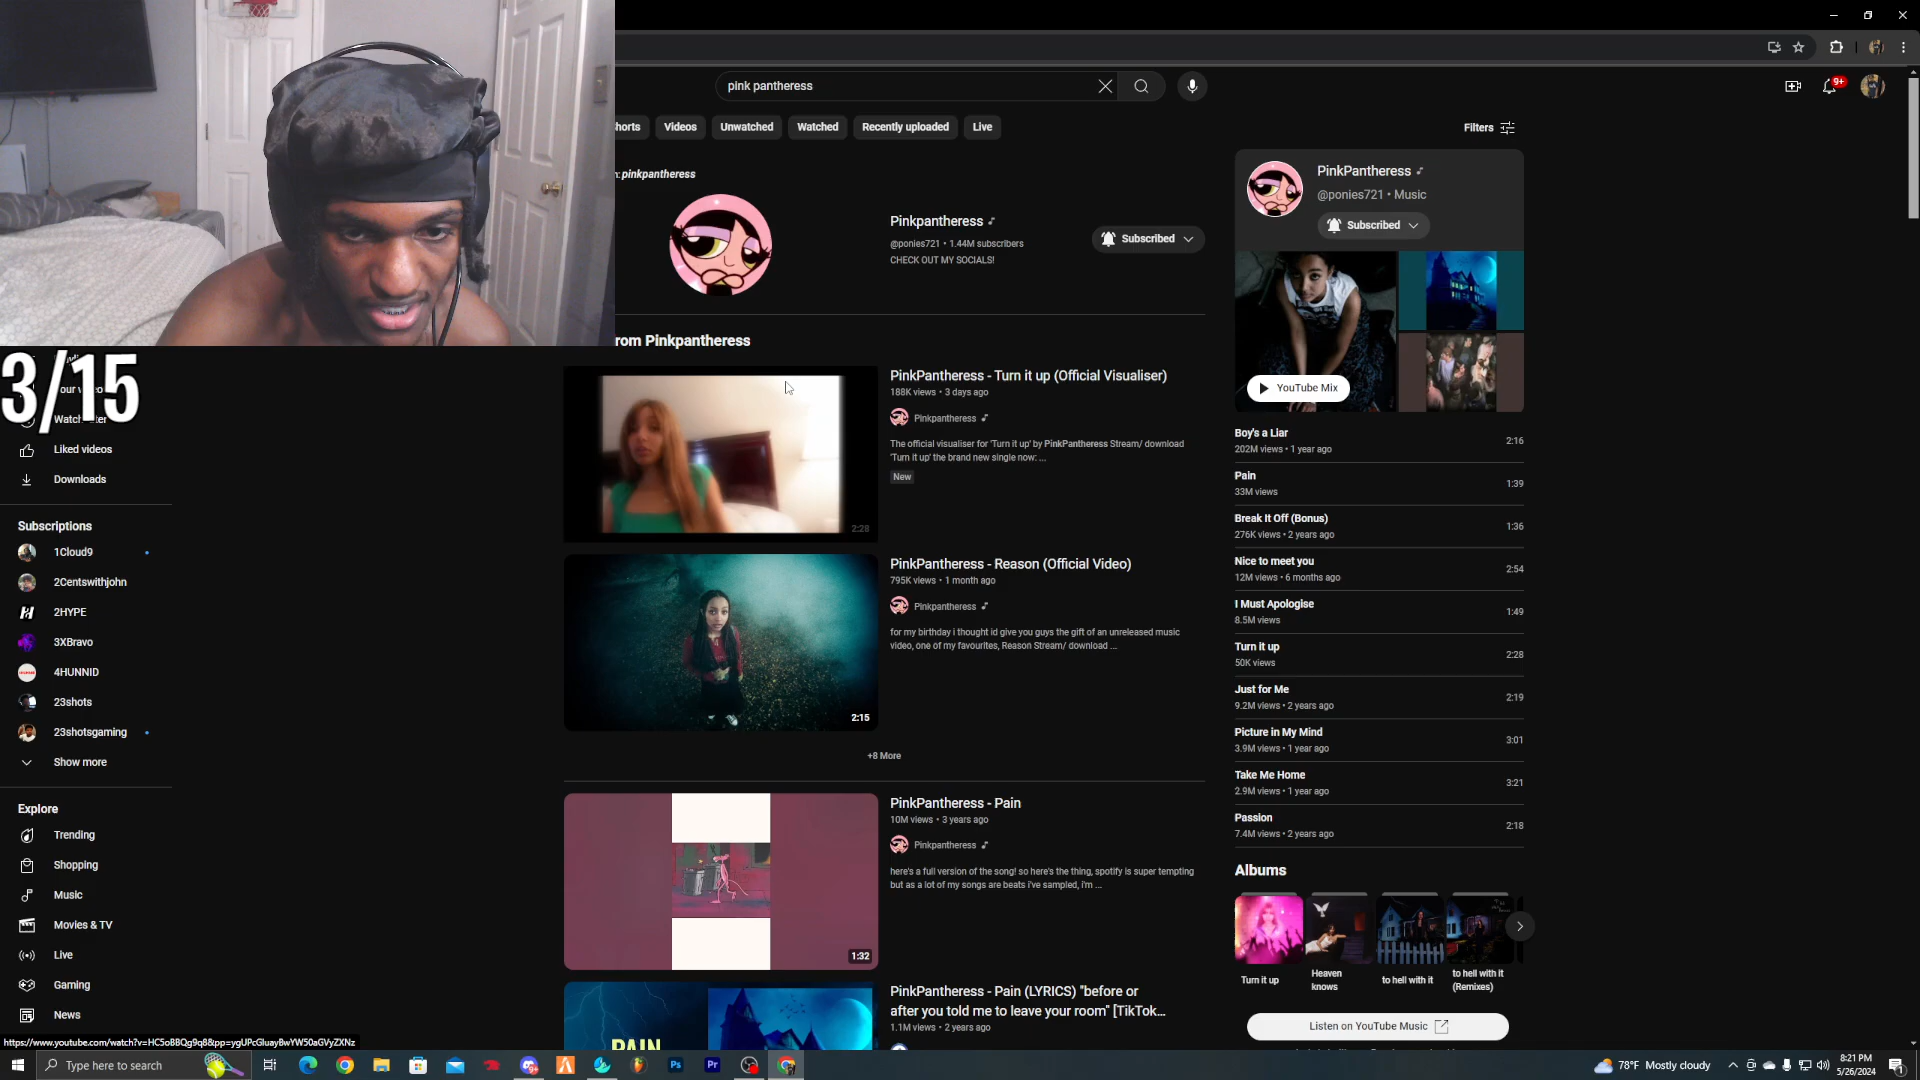 pink pantheress
9+
horts
Videos
Unwatched
Watched
Recently uploaded
Live
Filters
n: pinkpantheress
Pinkpantheress
@ponies721 • 1.44M subscribers
CHECK OUT MY SOCIALS!
Subscribed
PinkPantheress
@ponies721 • Music
Subscribed
YouTube Mix
rom Pinkpantheress
PinkPantheress - Turn it up (Official Visualiser)
188K views • 3 days ago
Pinkpantheress
The official visualiser for 'Turn it up' by PinkPantheress Stream/ download
'Turn it up' the brand new single now: ...
New
2:28
PinkPantheress - Reason (Official Video)
795K views • 1 month ago
Pinkpantheress
for my birthday i thought id give you guys the gift of an unreleased music
video, one of my favourites, Reason Stream/ download ...
2:15
+8 More
PinkPantheress - Pain
10M views • 3 years ago
Pinkpantheress
here's a full version of the song! so here's the thing, spotify is super tempting
but as a lot of my songs are beats i've sampled, i'm ...
1:32
PinkPantheress - Pain (LYRICS) "before or
after you told me to leave your room" [TikTok...
1.1M views • 2 years ago
PAIN
Boy's a Liar
202M views • 1 year ago
2:16
Pain
33M views
1:39
Break It Off (Bonus)
276K views • 2 years ago
1:36
Nice to meet you
12M views • 6 months ago
2:54
I Must Apologise
8.5M views
1:49
Turn it up
50K views
2:28
Just for Me
9.2M views • 2 years ago
2:19
Picture in My Mind
3.9M views • 1 year ago
3:01
Take Me Home
2.9M views • 1 year ago
3:21
Passion
7.4M views • 2 years ago
2:18
Albums
Turn it up
Heaven
knows
to hell with it
to hell with it
(Remixes)
Listen on YouTube Music
3/15
Liked videos
Downloads
Subscriptions
1Cloud9
2Centswithjohn
2HYPE
3XBravo
4HUNNID
23shots
23shotsgaming
Show more
Explore
Trending
Shopping
Music
Movies & TV
Live
Gaming
News
Type here to search
Ps
Pr
78°F Mostly cloudy
8:21 PM
5/26/2024
1